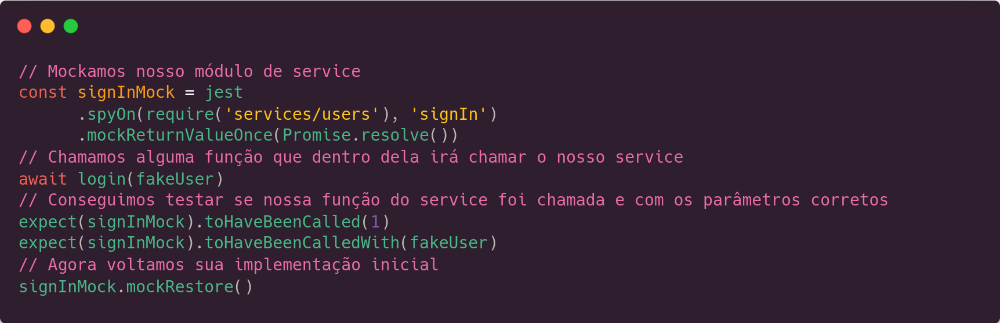 // Mockamos nosso módulo de service
const signInMock = jest
      .spyOn(require('services/users'), 'signIn')
      .mockReturnValueOnce(Promise.resolve())
// Chamamos alguma função que dentro dela irá chamar o nosso service
await login(fakeUser)
// Conseguimos testar se nossa função do service foi chamada e com os parâmetros corretos
expect(signInMock).toHaveBeenCalled(1)
expect(signInMock).toHaveBeenCalledWith(fakeUser)
// Agora voltamos sua implementação inicial
signInMock.mockRestore()